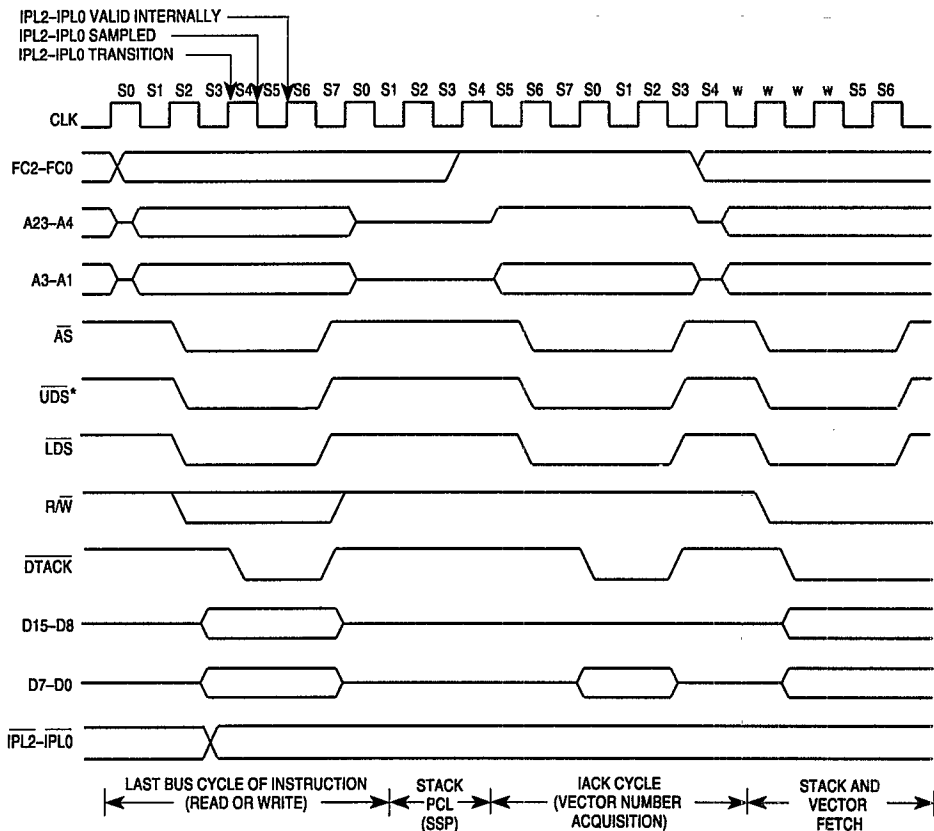 IPL2–IPL0 VALID INTERNALLY
IPL2–IPL0 SAMPLED
IPL2–IPL0 TRANSITION
S0 S1 S2 S3 S4 S5 S6 S7 S0 S1 S2 S3 S4 S5 S6 S7 S0 S1 S2 S3 S4 w w w w S5 S6
CLK
FC2–FC0
A23–A4
A3–A1
AS
UDS*
LDS
R/W
DTACK
D15–D8
D7–D0
IPL2–IPL0
LAST BUS CYCLE OF INSTRUCTION
(READ OR WRITE)
STACK
PCL
(SSP)
IACK CYCLE
(VECTOR NUMBER
ACQUISITION)
STACK AND
VECTOR
FETCH